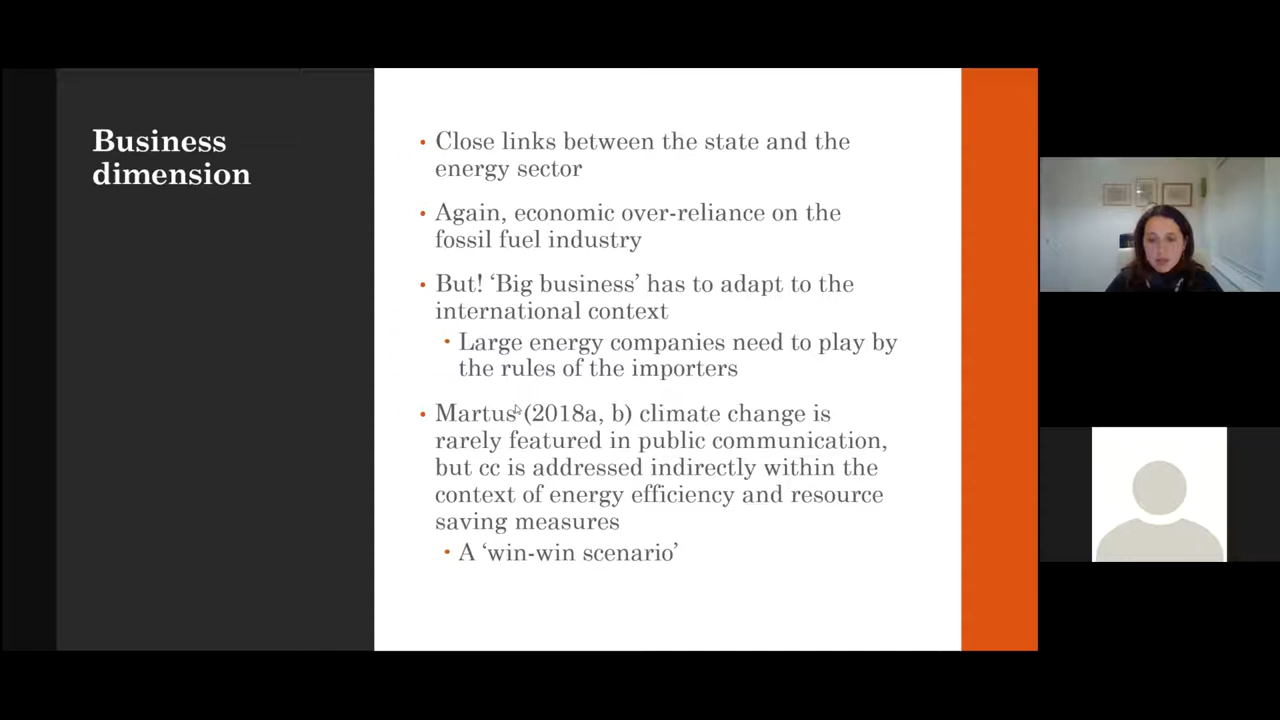 Business
dimension
• Close links between the state and the
energy sector
• Again, economic over-reliance on the
fossil fuel industry
• But! ‘Big business’ has to adapt to the
international context
• Large energy companies need to play by
the rules of the importers
• Martus (2018a, b) climate change is
rarely featured in public communication,
but cc is addressed indirectly within the
context of energy efficiency and resource
saving measures
• A ‘win-win scenario’